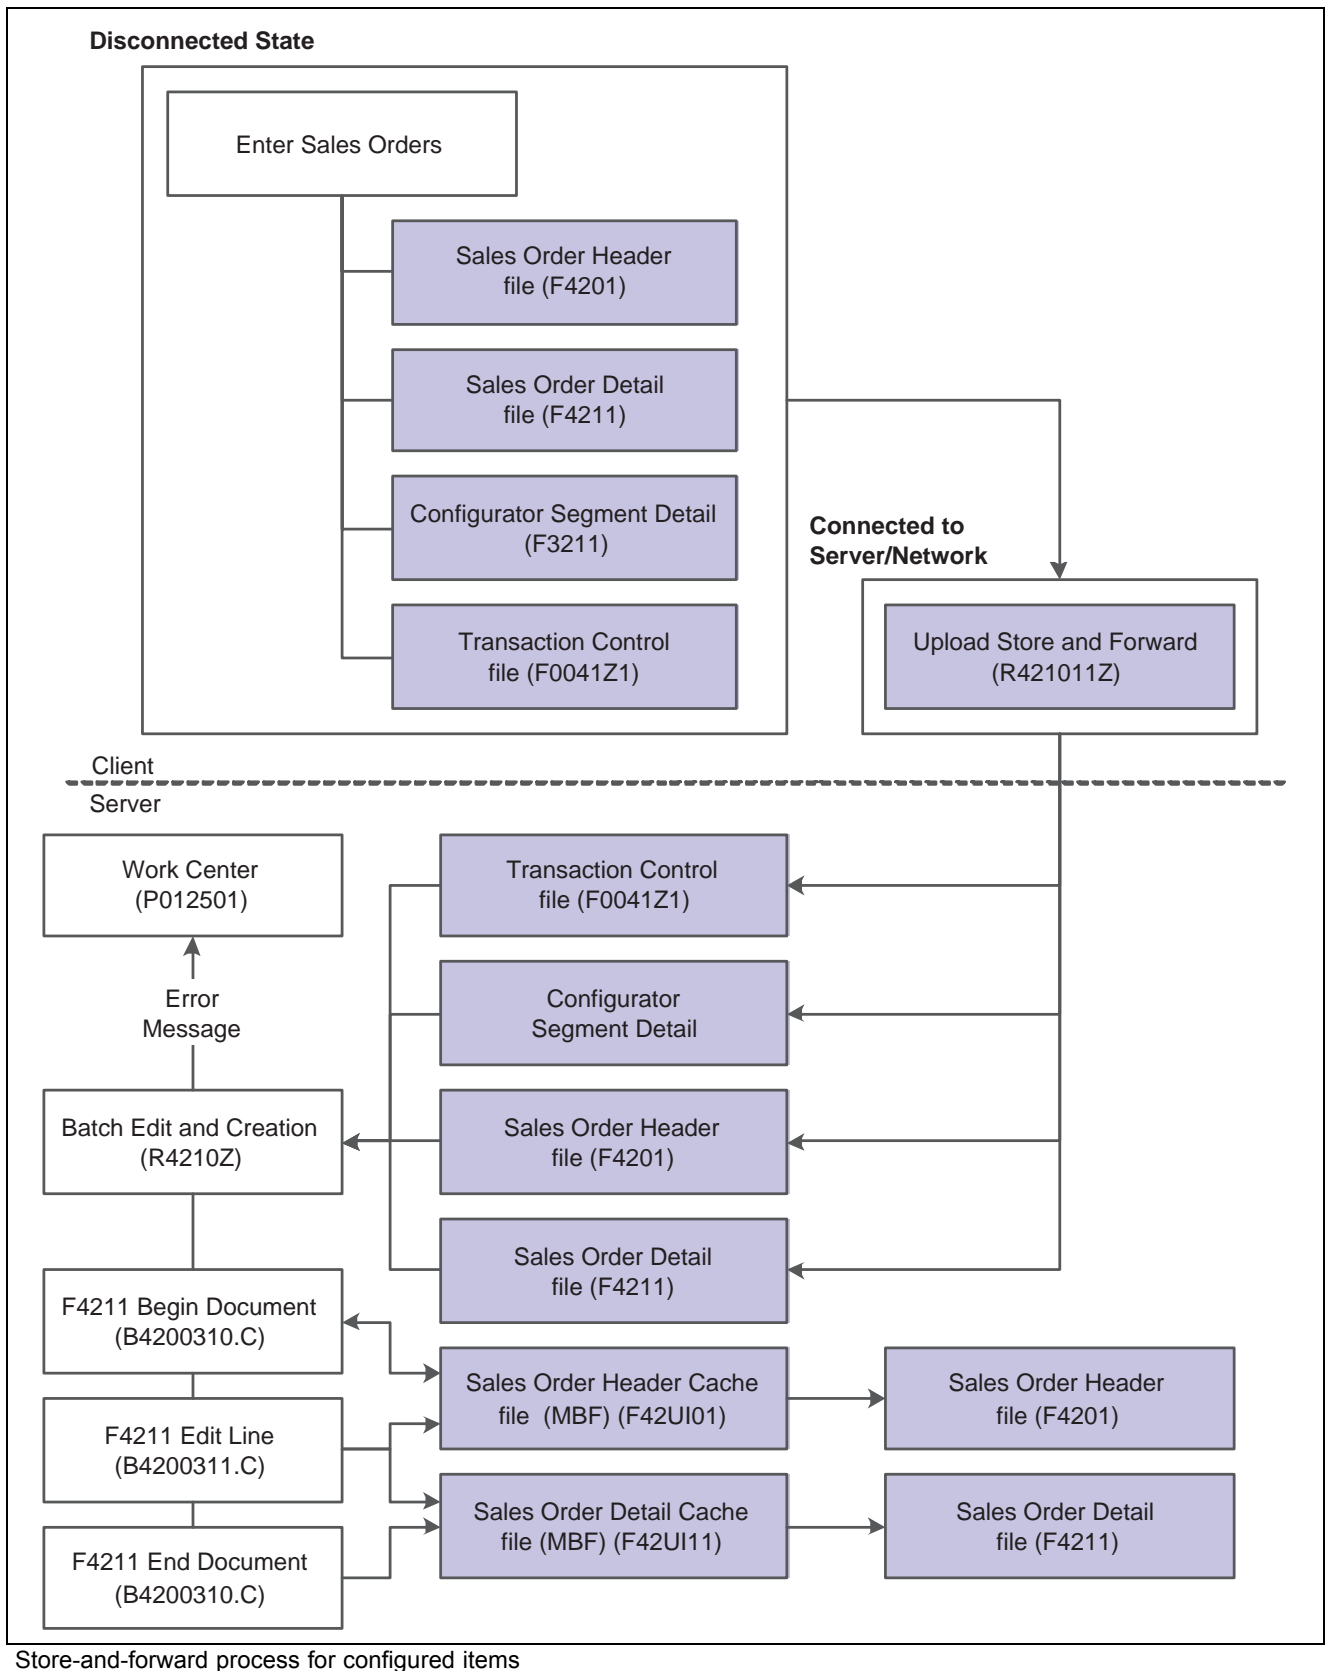 Disconnected State
Enter Sales Orders
Sales Order Header
file (F4201)
Sales Order Detail
file (F4211)
Configurator Segment Detail
(F3211)
Transaction Control
file (F0041Z1)
Connected to
Server/Network
Upload Store and Forward
(R421011Z)
Client
Server
Work Center
(P012501)
Transaction Control
file (F0041Z1)
Error
Message
Configurator
Segment Detail
Batch Edit and Creation
(R4210Z)
Sales Order Header
file (F4201)
Sales Order Detail
file (F4211)
F4211 Begin Document
(B4200310.C)
Sales Order Header Cache
file  (MBF) (F42UI01)
Sales Order Header
file (F4201)
F4211 Edit Line
(B4200311.C)
Sales Order Detail Cache
file (MBF) (F42UI11)
Sales Order Detail
file (F4211)
F4211 End Document
(B4200310.C)
Store-and-forward process for configured items